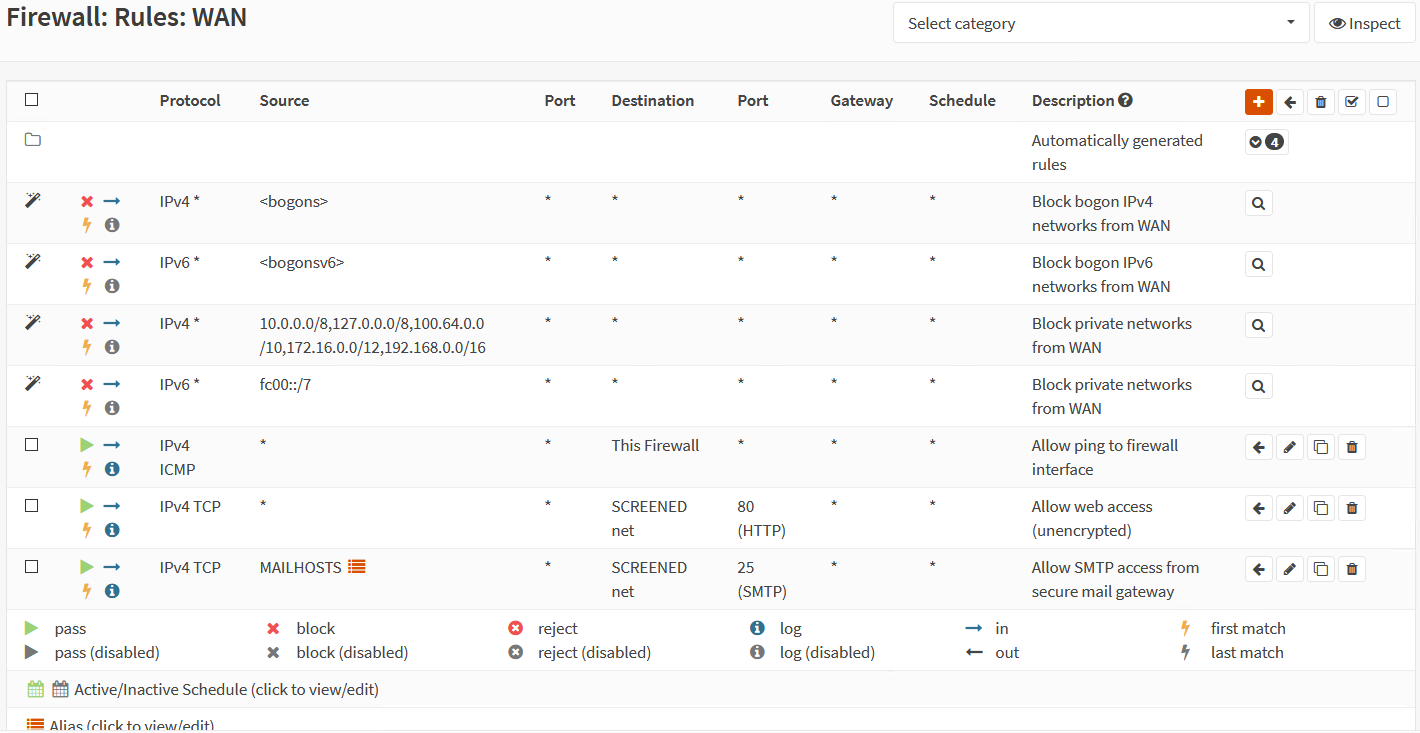 Firewall: Rules: WAN
Select category
Inspect
Protocol Source Port Destination Port Gateway Schedule Description
Automatically generated
rules
4
IPv4 * <bogons> * * * * * Block bogon IPv4
networks from WAN
IPv6 * <bogonsv6> * * * * * Block bogon IPv6
networks from WAN
IPv4 * 10.0.0.0/8,127.0.0.0/8,100.64.0.0 * * * * * Block private networks
/10,172.16.0.0/12,192.168.0.0/16 from WAN
IPv6 * fc00::/7 * * * * * Block private networks
from WAN
IPv4 * * This Firewall * * * Allow ping to firewall
ICMP interface
IPv4 TCP * * SCREENED 80 * * Allow web access
net (HTTP) (unencrypted)
IPv4 TCP MAILHOSTS * SCREENED 25 * * Allow SMTP access from
net (SMTP) secure mail gateway
pass block reject log in first match
pass (disabled) block (disabled) reject (disabled) log (disabled) out last match
Active/Inactive Schedule (click to view/edit)
Alias (click to view/edit)